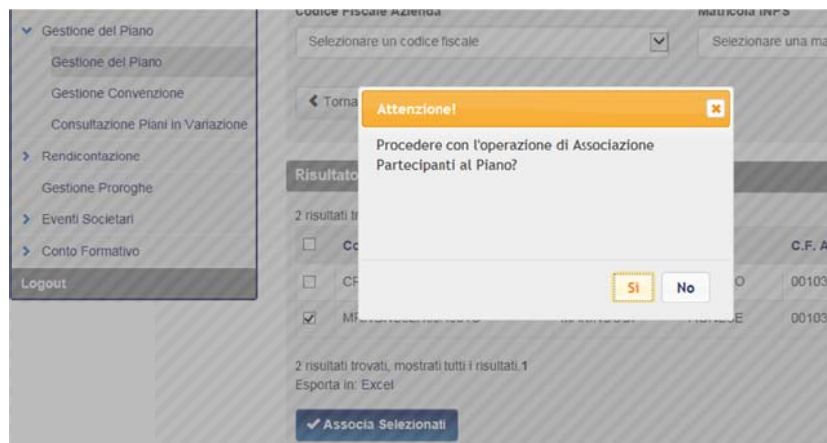 Codice Fiscale Azienda
Matricola INPS
Gestione del Piano
Selezionare un codice fiscale
Selezionare una ma
Gestione del Piano
Gestione Convenzione
Torna
Attenzione!
Consultazione Piani in Variazione
Procedere con l'operazione di Associazione
Partecipanti al Piano?
Rendicontazione
Risultato
Gestione Proroghe
2 risultati tr
Eventi Societari
Co
C.F. A
Conto Formativo
Logout
CF
Sì
No
O
00103
00103
2 risultati trovati, mostrati tutti i risultati.1
Esporta in: Excel
Associa Selezionati